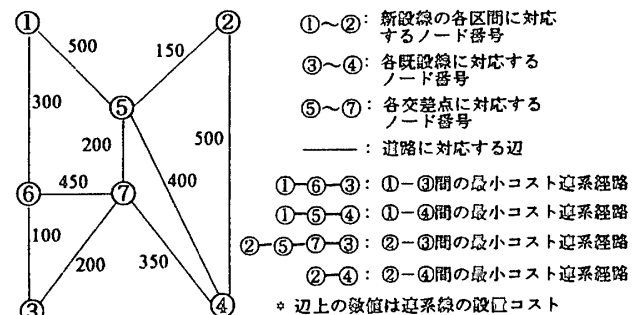 ①
②
500
150
300
⑤
200
500
400
450
⑥
⑦
100
200
350
③
④
①～②: 新設線の各区間に対応
するノード番号
③～④: 各既設線に対応する
ノード番号
⑤～⑦: 各交差点に対応する
ノード番号
――: 道路に対応する辺
①-⑥-③: ①-③間の最小コスト連系経路
①-⑤-④: ①-④間の最小コスト連系経路
②-⑤-⑦-③: ②-③間の最小コスト連系経路
②-④: ②-④間の最小コスト連系経路
* 辺上の数値は連系線の設置コスト